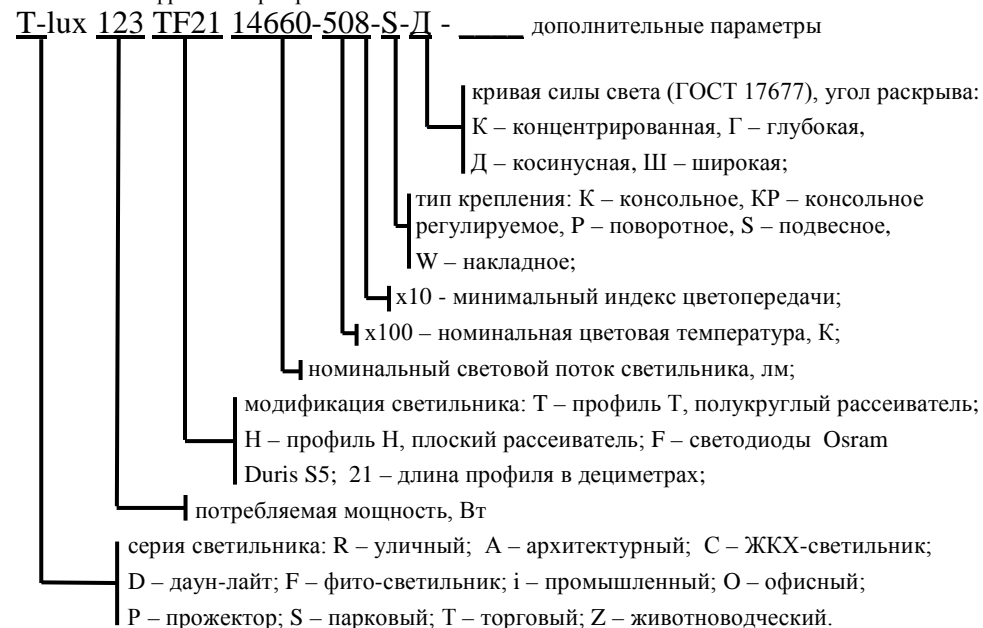 T-lux 123 TF21 14660-508-S-Д - _____ дополнительные параметры
кривая силы света (ГОСТ 17677), угол раскрыва:
К – концентрированная, Г – глубокая,
Д – косинусная, Ш – широкая;
тип крепления: К – консольное, КР – консольное
регулируемое, Р – поворотное, S – подвесное,
W – накладное;
х10 - минимальный индекс цветопередачи;
х100 – номинальная цветовая температура, К;
номинальный световой поток светильника, лм;
модификация светильника: Т – профиль Т, полукруглый рассеиватель;
Н – профиль Н, плоский рассеиватель; F – светодиоды Osram
Duris S5; 21 – длина профиля в дециметрах;
потребляемая мощность, Вт
серия светильника: R – уличный; А – архитектурный; С – ЖКХ-светильник;
D – даун-лайт; F – фито-светильник; i – промышленный; О – офисный;
Р – прожектор; S – парковый; Т – торговый; Z – животноводческий.